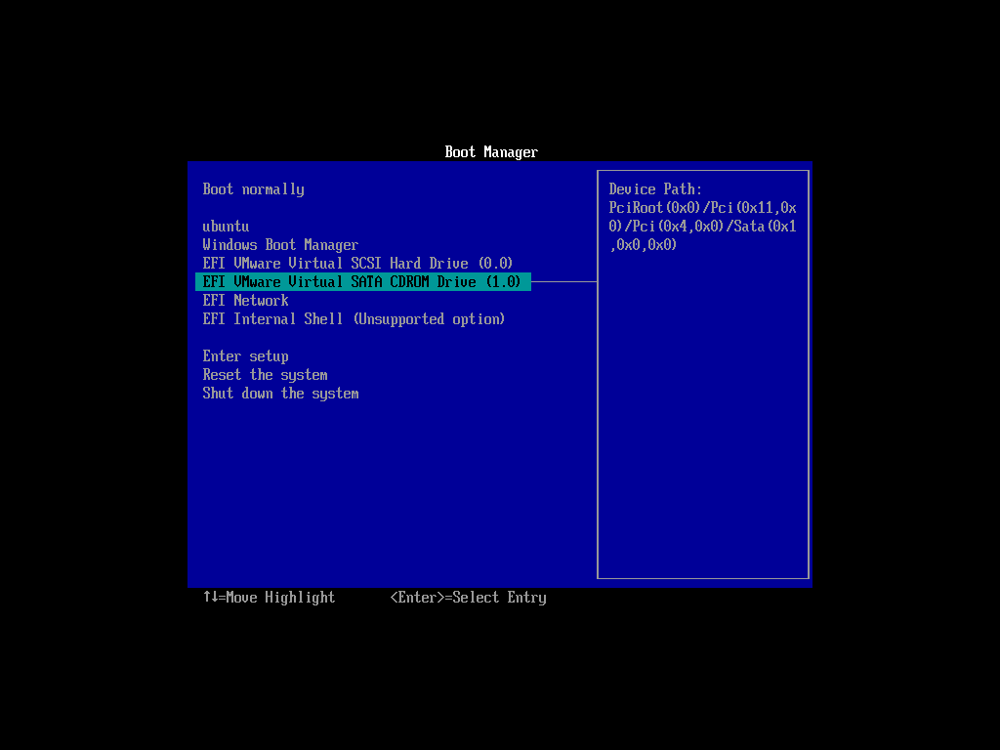 Boot Manager
Boot normally
ubuntu
Windows Boot Manager
EFI VMware Virtual SCSI Hard Drive (0.0)
EFI VMware Virtual SATA CDROM Drive (1.0)
EFI Network
EFI Internal Shell (Unsupported option)
Enter setup
Reset the system
Shut down the system
Device Path:
PciRoot(0x0)/Pci(0x11,0x
0)/Pci(0x4,0x0)/Sata(0x1
,0x0,0x0)
↑↓=Move Highlight <Enter>=Select Entry